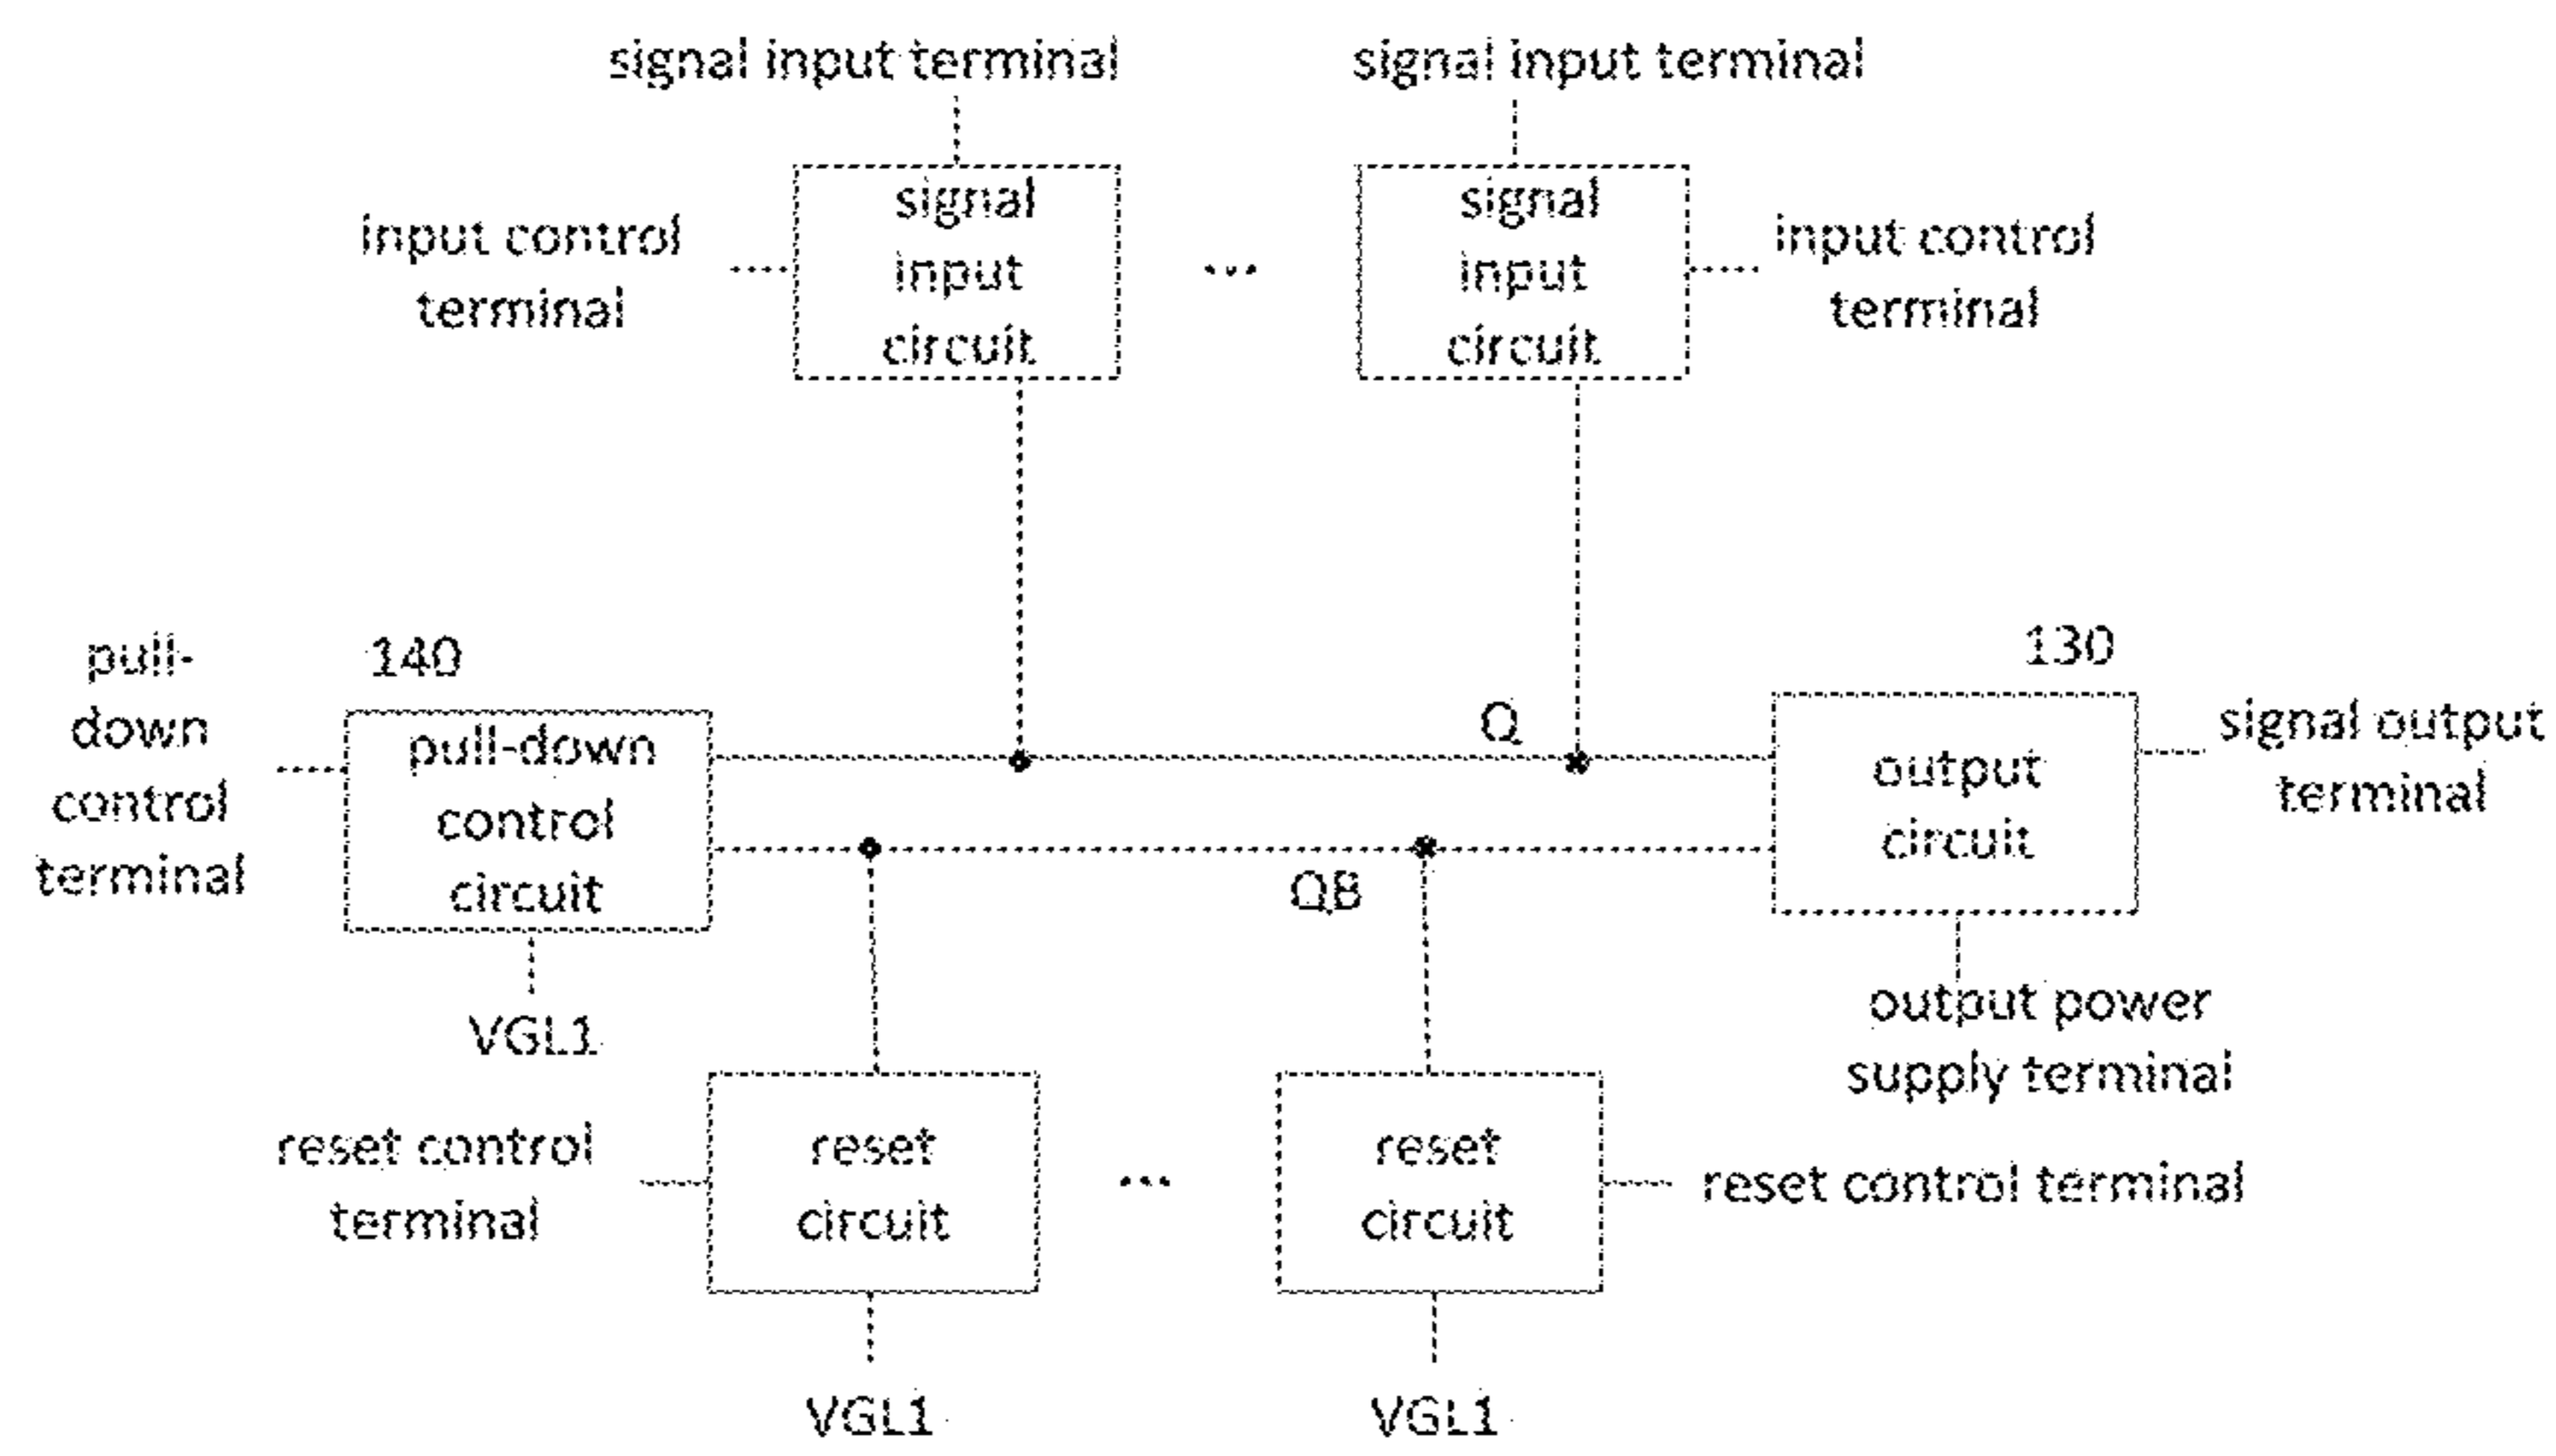 signal input terminal
signal input terminal
input control
terminal
signal
input
circuit
...
signal
input
circuit
input control
terminal
pull-
down
control
terminal
140
pull-down
control
circuit
VGL1
Q
QB
130
output
circuit
signal output
terminal
output power
supply terminal
reset control
terminal
reset
circuit
...
reset
circuit
reset control terminal
VGL1
VGL1